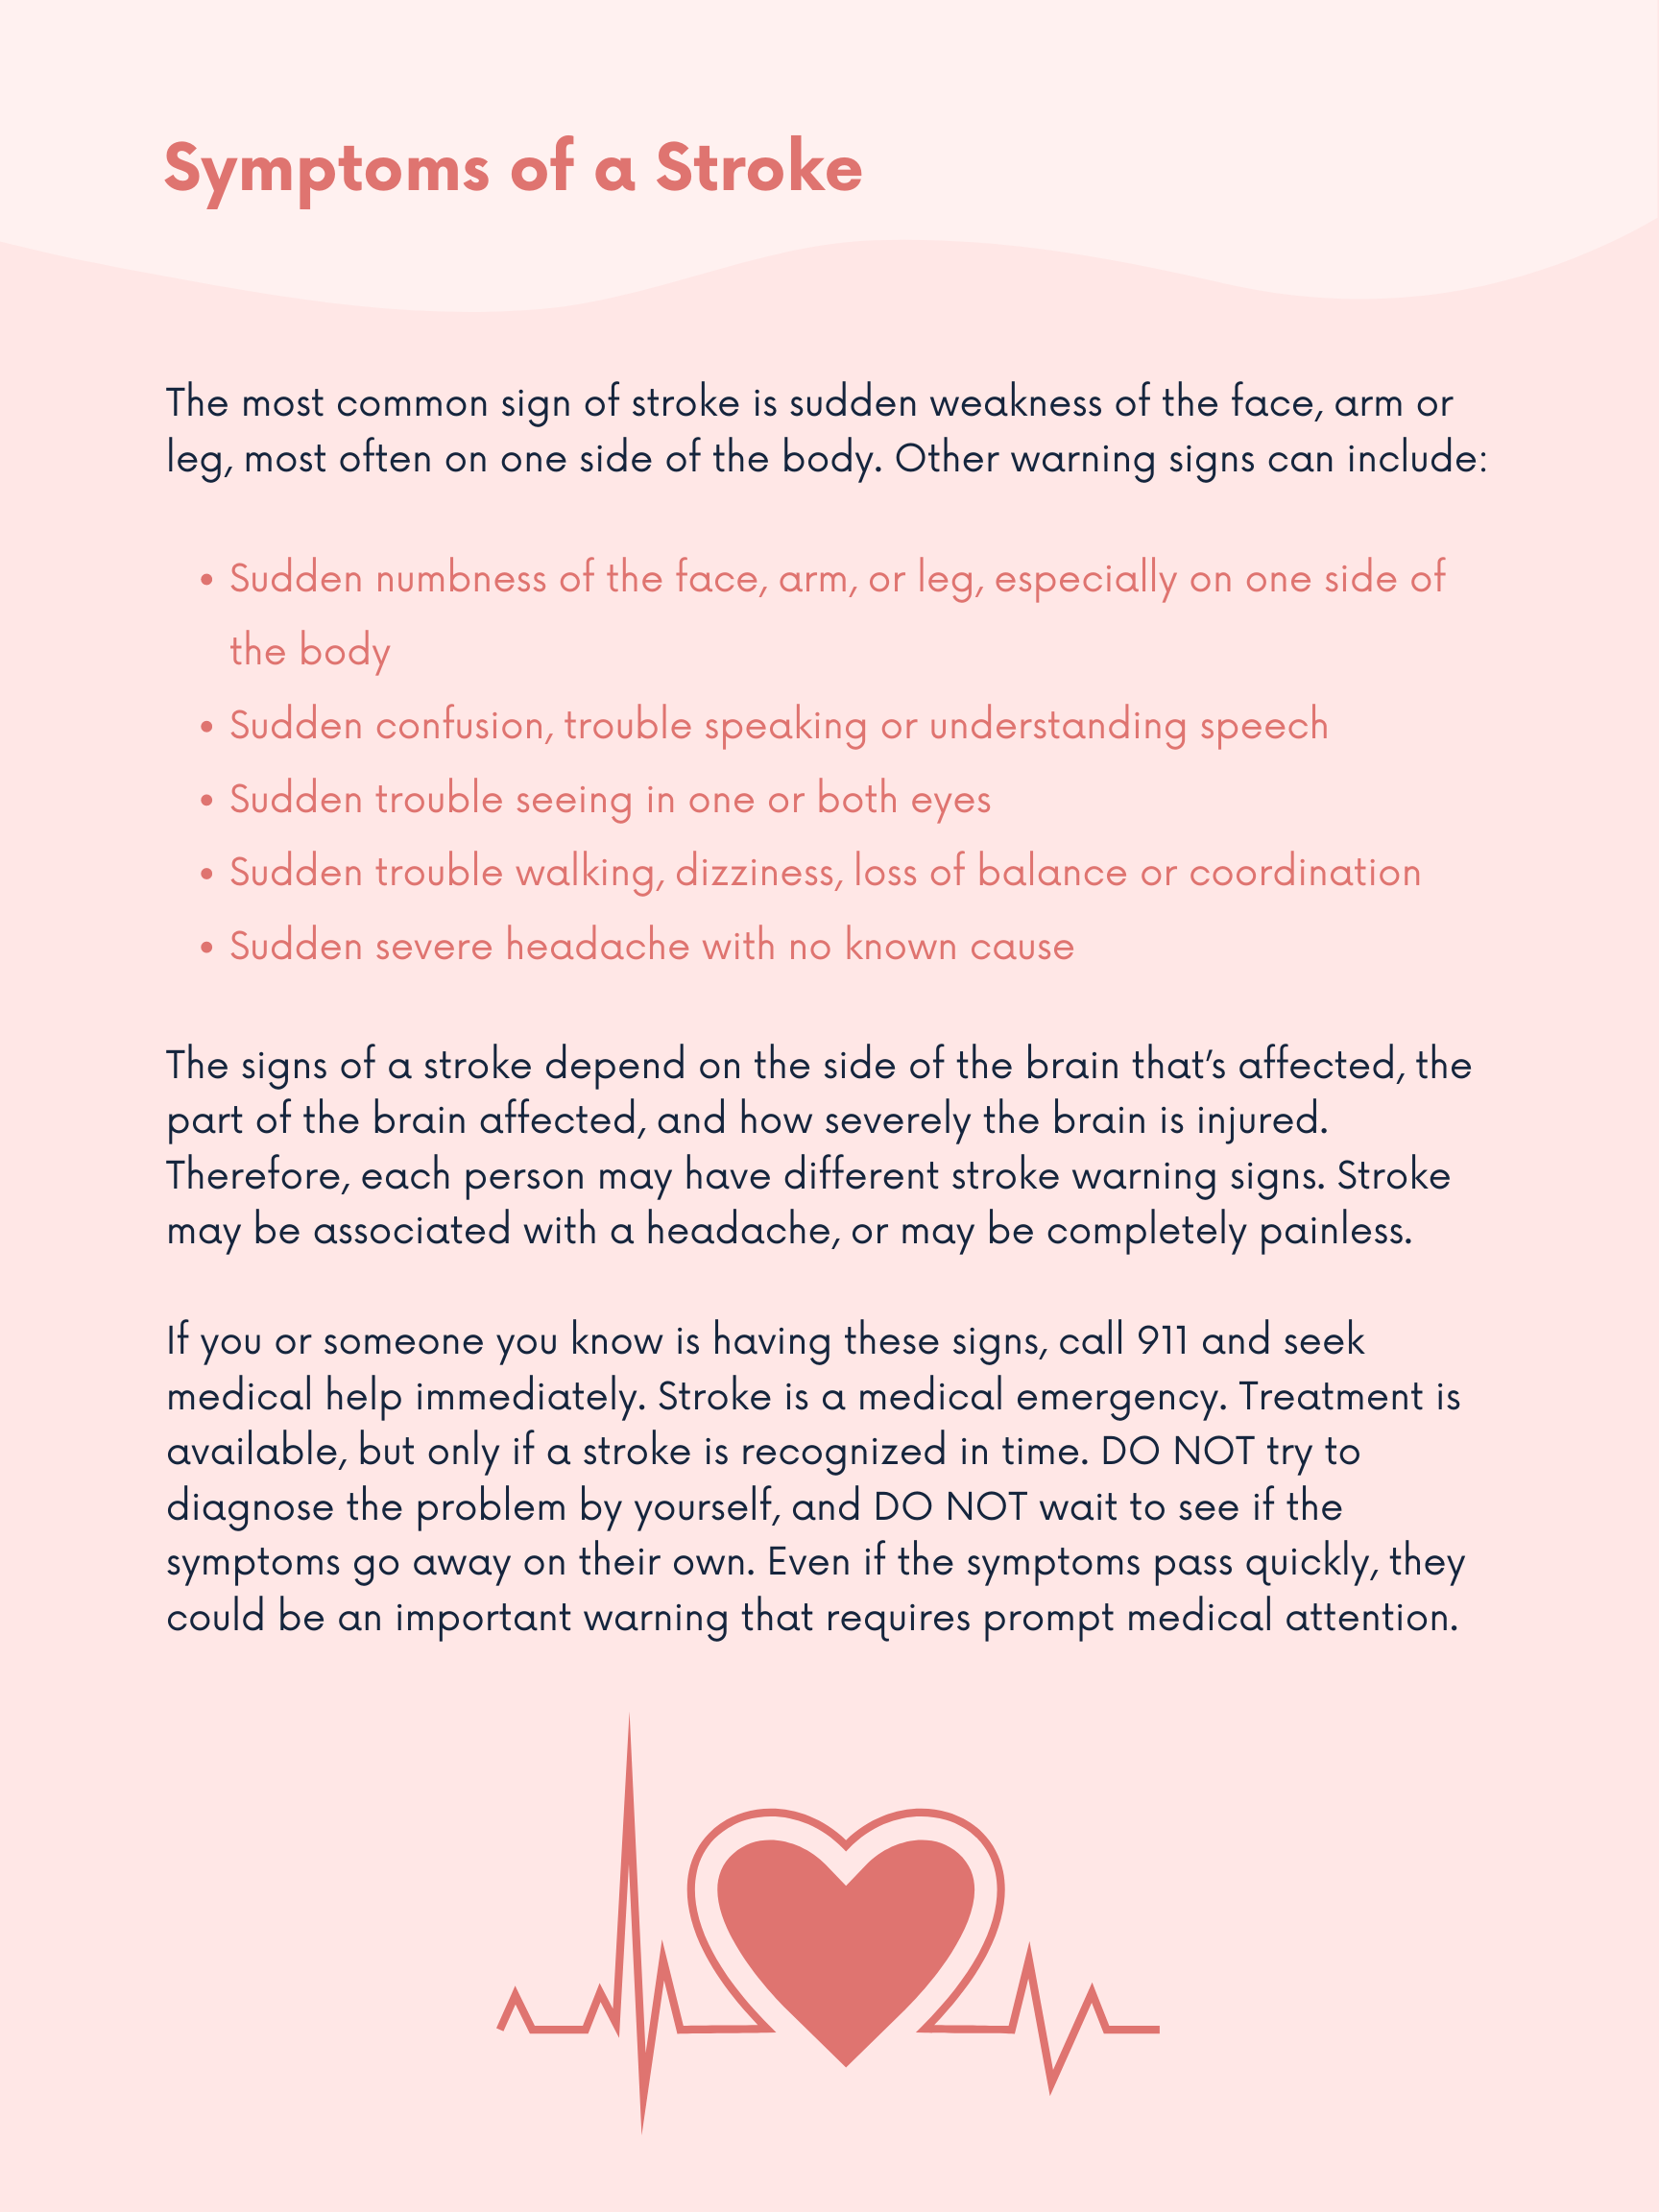 Symptoms of a Stroke
The most common sign of stroke is sudden weakness of the face, arm or
leg, most often on one side of the body. Other warning signs can include:
• Sudden numbness of the face, arm, or leg, especially on one side of
the body
• Sudden confusion, trouble speaking or understanding speech
• Sudden trouble seeing in one or both eyes
• Sudden trouble walking, dizziness, loss of balance or coordination
• Sudden severe headache with no known cause
The signs of a stroke depend on the side of the brain that’s affected, the
part of the brain affected, and how severely the brain is injured.
Therefore, each person may have different stroke warning signs. Stroke
may be associated with a headache, or may be completely painless.
If you or someone you know is having these signs, call 911 and seek
medical help immediately. Stroke is a medical emergency. Treatment is
available, but only if a stroke is recognized in time. DO NOT try to
diagnose the problem by yourself, and DO NOT wait to see if the
symptoms go away on their own. Even if the symptoms pass quickly, they
could be an important warning that requires prompt medical attention.